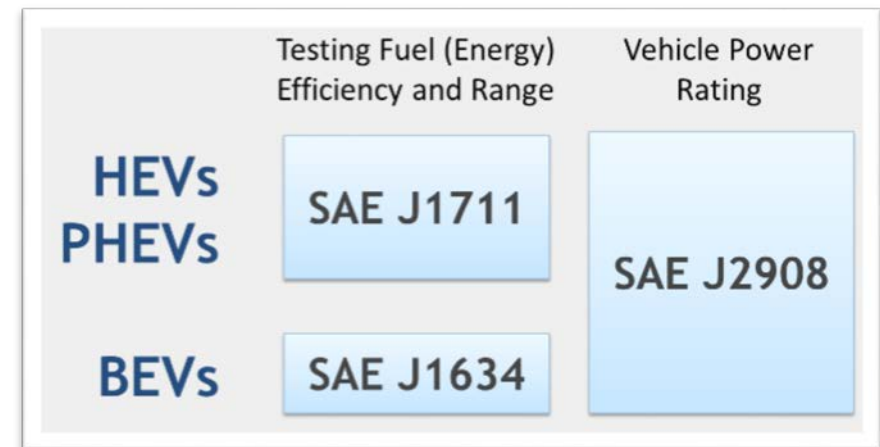 Testing Fuel (Energy)
Efficiency and Range
Vehicle Power
Rating
HEVs
PHEVs
SAE J1711
SAE J2908
BEVs
SAE J1634